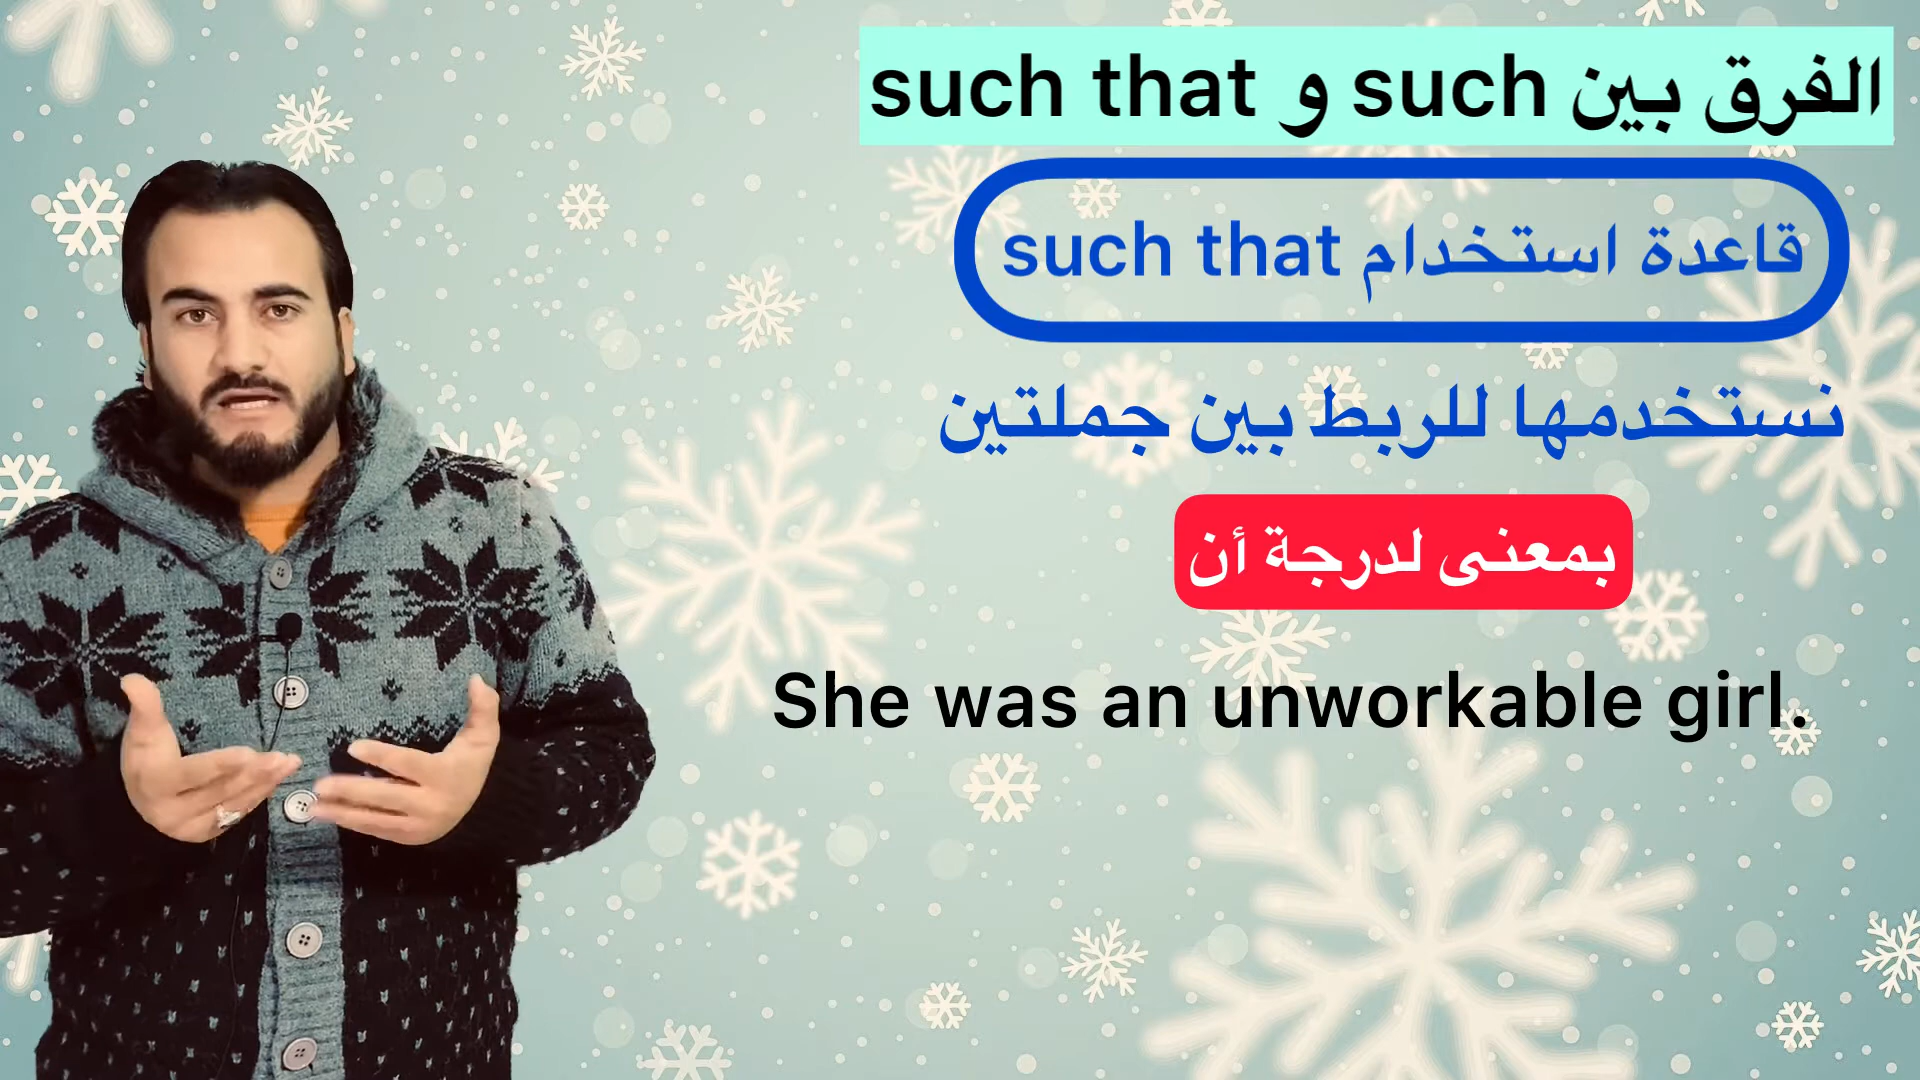 الفرق بين such و such that
قاعدة استخدام such that
نستخدمها للربط بين جملتين
بمعنى لدرجة أن
She was an unworkable girl.